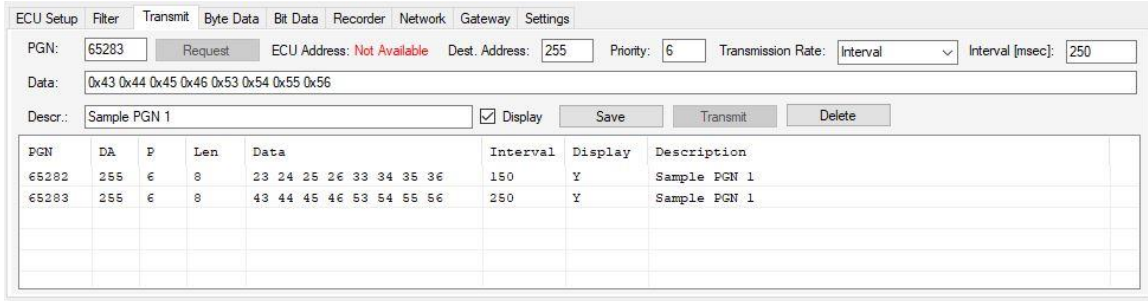 ECU Setup Filter Transmit Byte Data Bit Data Recorder Network Gateway Settings
PGN: 65283 Request ECU Address: Not Available Dest. Address: 255 Priority: 6 Transmission Rate: Interval Interval [msec]: 250
Data: 0x43 0x44 0x45 0x46 0x53 0x54 0x55 0x56
Descr.: Sample PGN 1 Display Save Transmit Delete
PGN DA P Len Data Interval Display Description
65282 255 6 8 23 24 25 26 33 34 35 36 150 Y Sample PGN 1
65283 255 6 8 43 44 45 46 53 54 55 56 250 Y Sample PGN 1